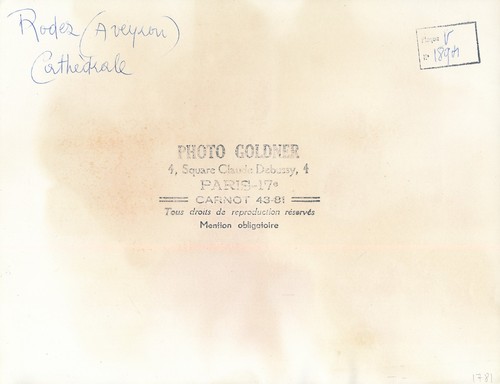 Rodez (Aveyron)
Cathédrale
V
N° 1894
PHOTO GOLDNER
4, Square Claude Debussy, 4
PARIS-17e
CARNOT 43-81
Tous droits de reproduction réservés
Mention obligatoire
1781